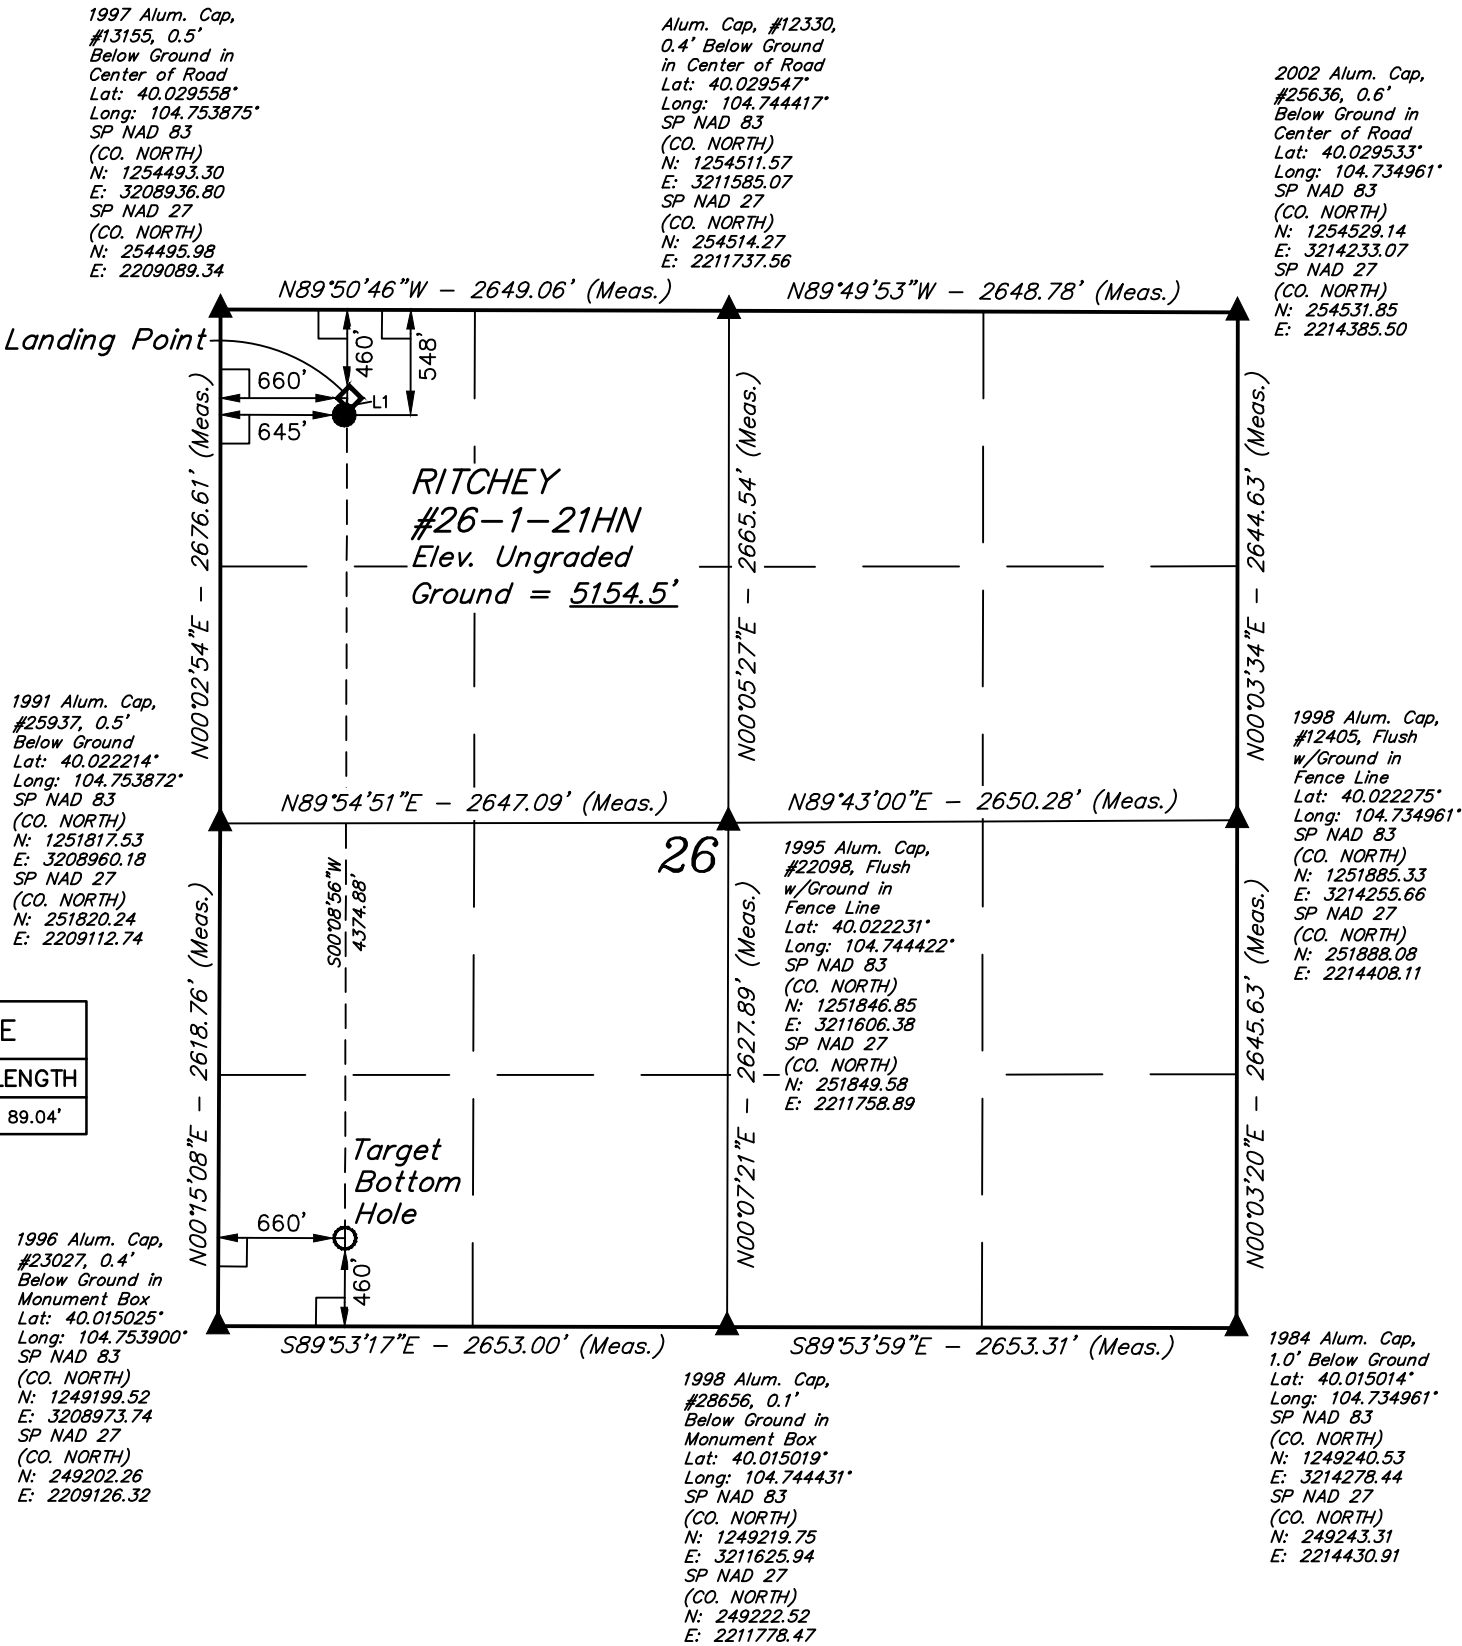 1997 Alum. Cap,
#13155, 0.5'
Below Ground in
Center of Road
Lat: 40.029558°
Long: 104.753875°
SP NAD 83
(CO. NORTH)
N: 1254493.30
E: 3208936.80
SP NAD 27
(CO. NORTH)
N: 254495.98
E: 2209089.34
Alum. Cap, #12330,
0.4' Below Ground
in Center of Road
Lat: 40.029547°
Long: 104.744417°
SP NAD 83
(CO. NORTH)
N: 1254511.57
E: 3211585.07
SP NAD 27
(CO. NORTH)
N: 254514.27
E: 2211737.56
2002 Alum. Cap,
#25636, 0.6'
Below Ground in
Center of Road
Lat: 40.029533°
Long: 104.734961°
SP NAD 83
(CO. NORTH)
N: 1254529.14
E: 3214233.07
SP NAD 27
(CO. NORTH)
N: 254531.85
E: 2214385.50
N89°50'46"W - 2649.06' (Meas.)
N89°49'53"W - 2648.78' (Meas.)
Landing Point
460'
548'
660'
L1
645'
N00°02'54"E - 2676.61' (Meas.)
RITCHEY
#26-1-21HN
Elev. Ungraded
Ground = 5154.5'
N00°05'27"E - 2665.54' (Meas.)
N00°03'34"E - 2644.63' (Meas.)
1991 Alum. Cap,
#25937, 0.5'
Below Ground
Lat: 40.022214°
Long: 104.753872°
SP NAD 83
(CO. NORTH)
N: 1251817.53
E: 3208960.18
SP NAD 27
(CO. NORTH)
N: 251820.24
E: 2209112.74
N89°54'51"E - 2647.09' (Meas.)
N89°43'00"E - 2650.28' (Meas.)
26
1998 Alum. Cap,
#12405, Flush
w/Ground in
Fence Line
Lat: 40.022275°
Long: 104.734961°
SP NAD 83
(CO. NORTH)
N: 1251885.33
E: 3214255.66
SP NAD 27
(CO. NORTH)
N: 251888.08
E: 2214408.11
1995 Alum. Cap,
#22098, Flush
w/Ground in
Fence Line
Lat: 40.022231°
Long: 104.744422°
SP NAD 83
(CO. NORTH)
N: 1251846.85
E: 3211606.38
SP NAD 27
(CO. NORTH)
N: 251849.58
E: 2211758.89
S00°08'56"W
4374.88'
N00°15'08"E - 2618.76' (Meas.)
N00°07'21"E - 2627.89' (Meas.)
N00°03'20"E - 2645.63' (Meas.)
E
LENGTH
89.04'
Target
Bottom
Hole
660'
460'
1996 Alum. Cap,
#23027, 0.4'
Below Ground in
Monument Box
Lat: 40.015025°
Long: 104.753900°
SP NAD 83
(CO. NORTH)
N: 1249199.52
E: 3208973.74
SP NAD 27
(CO. NORTH)
N: 249202.26
E: 2209126.32
S89°53'17"E - 2653.00' (Meas.)
S89°53'59"E - 2653.31' (Meas.)
1998 Alum. Cap,
#28656, 0.1'
Below Ground in
Monument Box
Lat: 40.015019°
Long: 104.744431°
SP NAD 83
(CO. NORTH)
N: 1249219.75
E: 3211625.94
SP NAD 27
(CO. NORTH)
N: 249222.52
E: 2211778.47
1984 Alum. Cap,
1.0' Below Ground
Lat: 40.015014°
Long: 104.734961°
SP NAD 83
(CO. NORTH)
N: 1249240.53
E: 3214278.44
SP NAD 27
(CO. NORTH)
N: 249243.31
E: 2214430.91